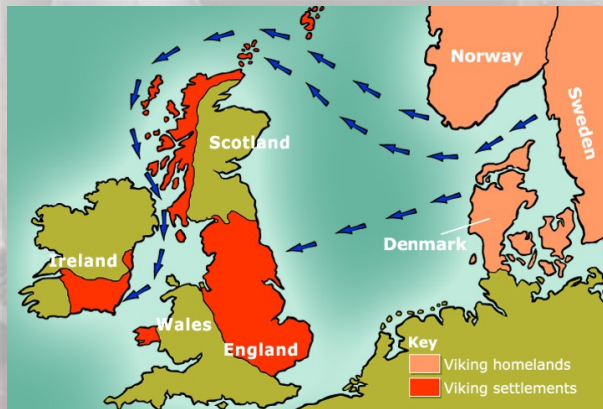 Norway
Sweden
Scotland
Denmark
Ireland
Wales
England
Key
Viking homelands
Viking settlements